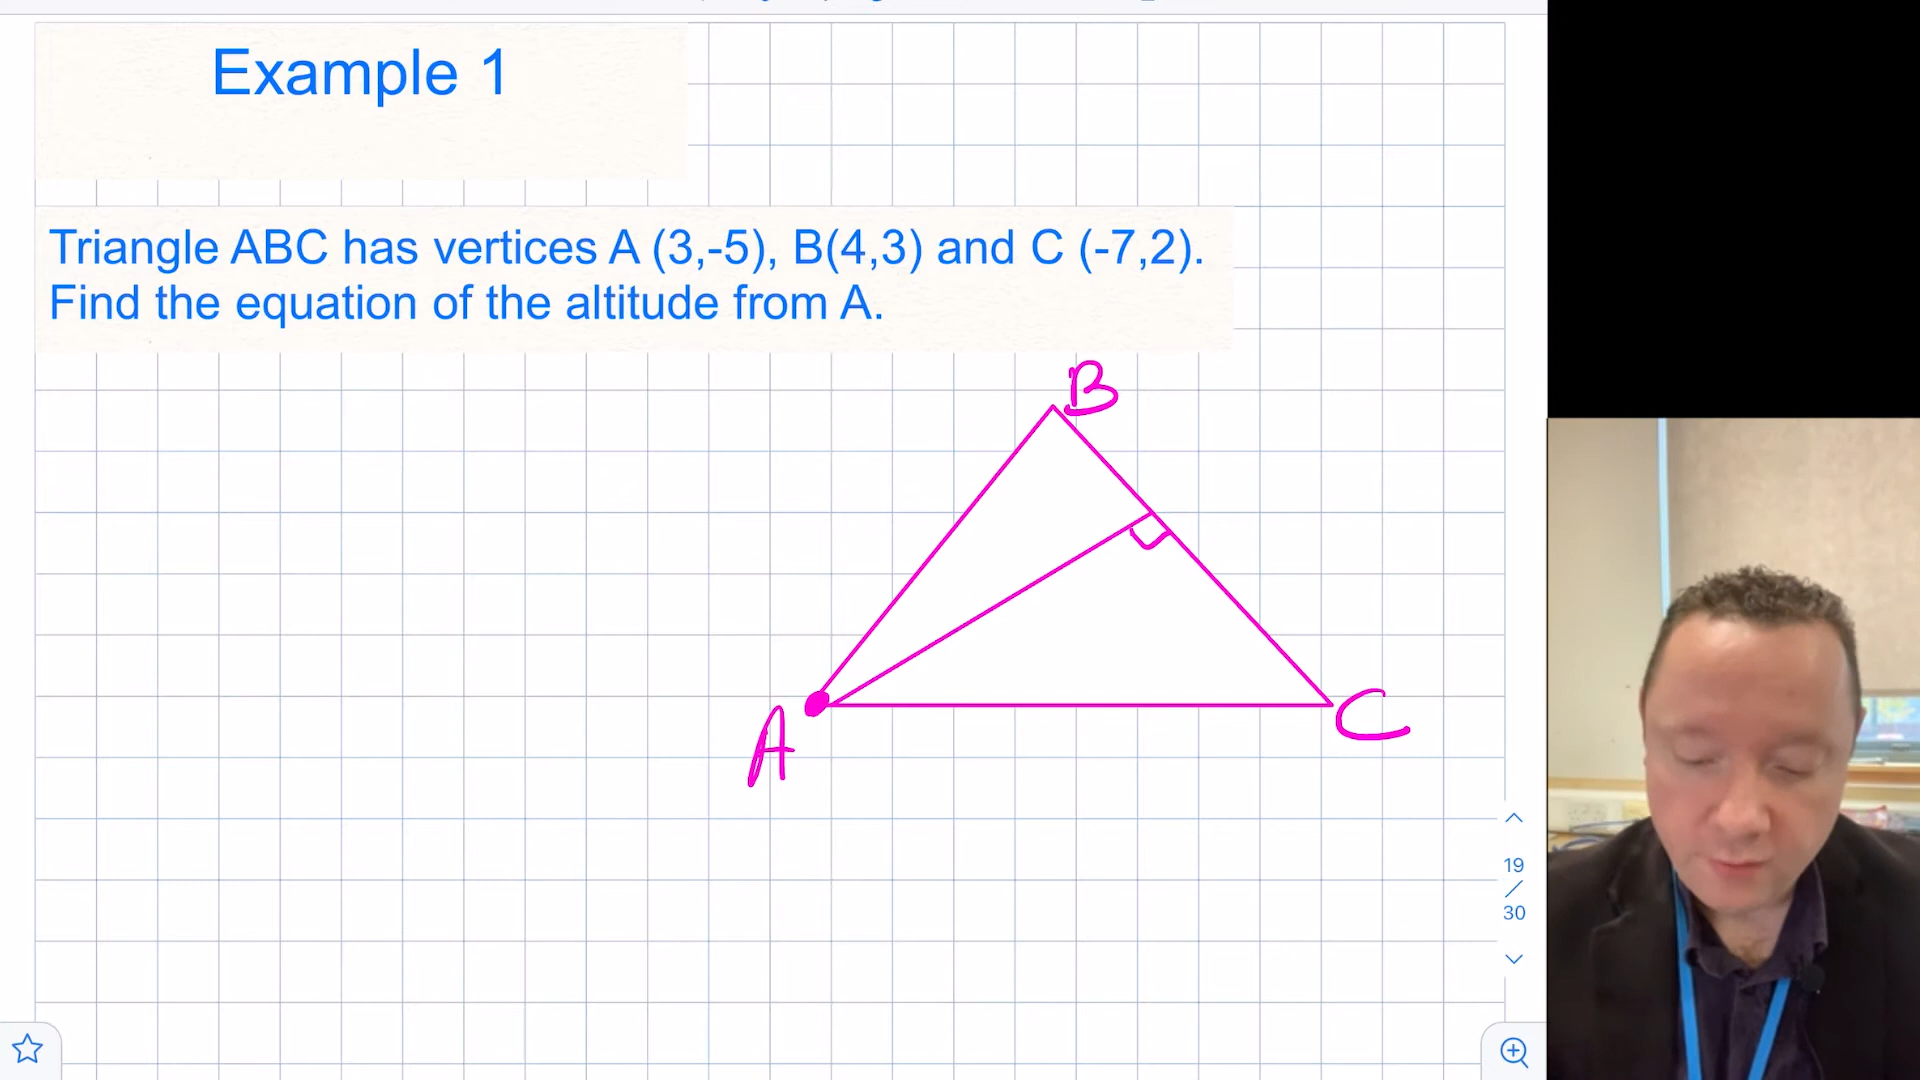 Example 1
Triangle ABC has vertices A (3,-5), B(4,3) and C (-7,2).
Find the equation of the altitude from A.
B
A
C
19
/
30